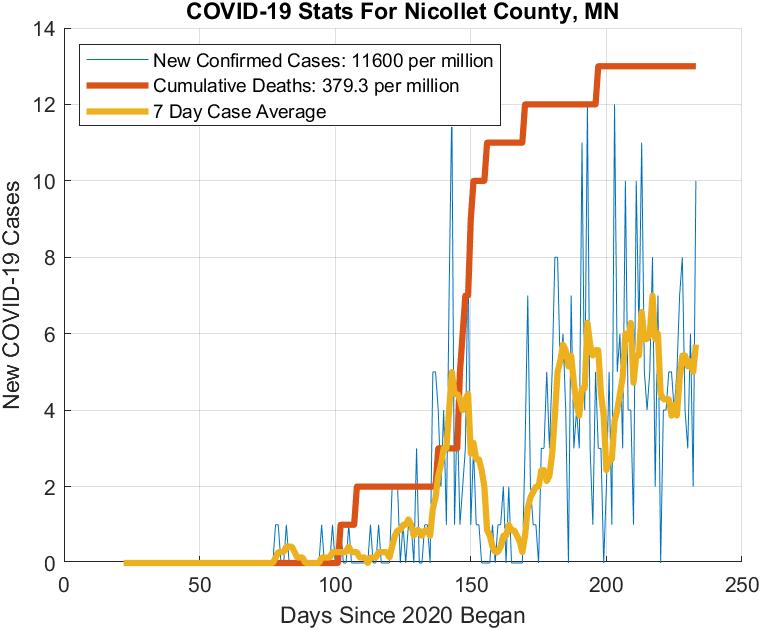 COVID-19 Stats For Nicollet County, MN
New Confirmed Cases: 11600 per million
Cumulative Deaths: 379.3 per million
7 Day Case Average
New COVID-19 Cases
14
12
10
8
6
4
2
0
0 50 100 150 200 250
Days Since 2020 Began